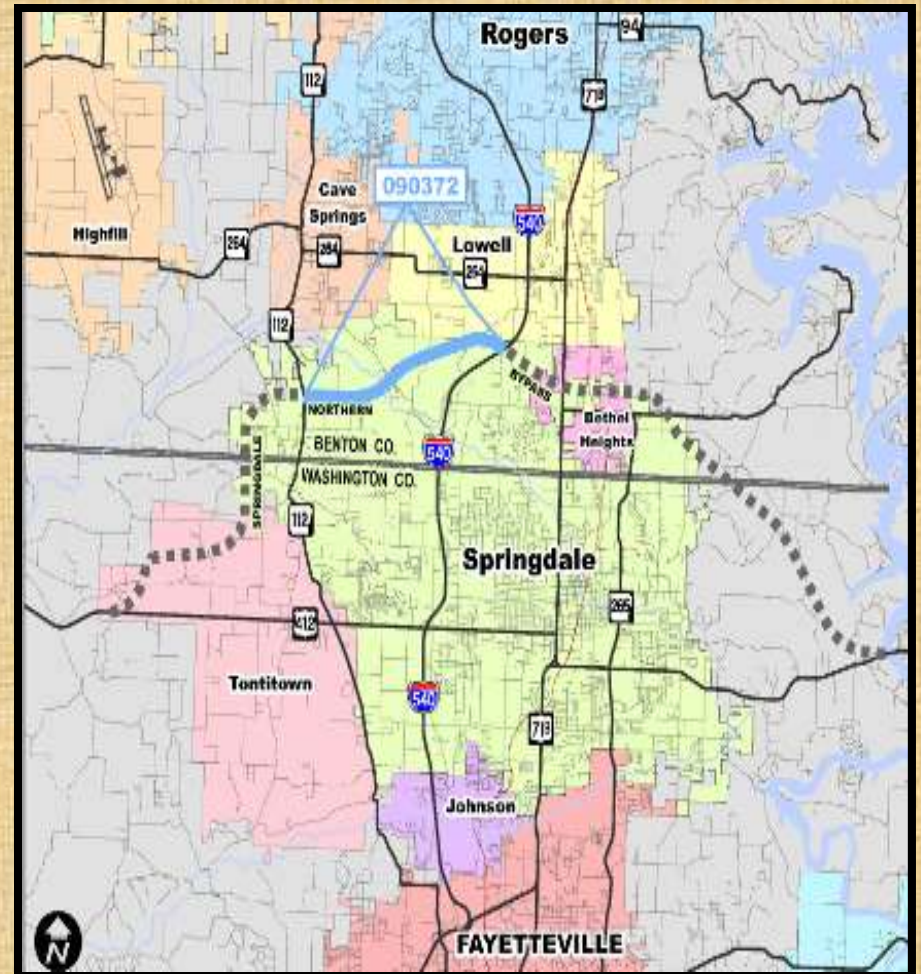 Rogers
94
112
71B
Cave
Springs
090372
Highfill
264
264
Lowell
540
264
112
NORTHERN
BYPASS
Bethel
Heights
SPRINGDALE
BENTON CO.
540
WASHINGTON CO.
112
Springdale
265
412
Tontitown
540
71B
Johnson
FAYETTEVILLE
N